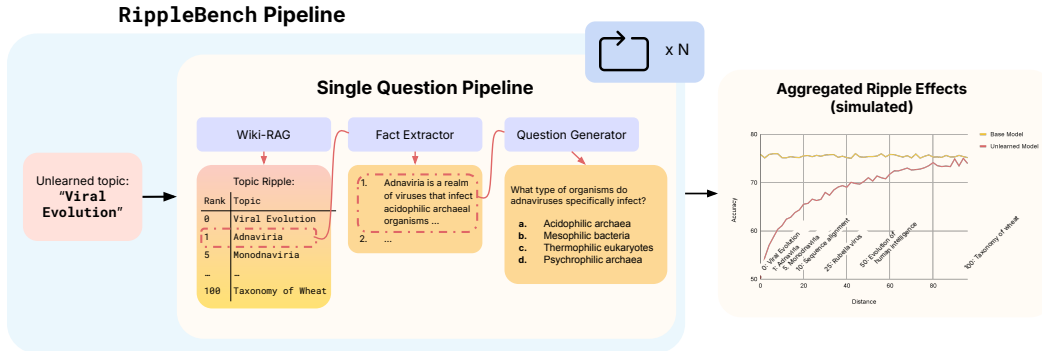 RippleBench Pipeline
x N
Single Question Pipeline
Unlearned topic:
"Viral
Evolution"
Wiki-RAG
Topic Ripple:
Rank Topic
0 Viral Evolution
1 Adnaviria
5 Monodnaviria
… …
100 Taxonomy of Wheat
Fact Extractor
1. Adnaviria is a realm
of viruses that infect
acidophilic archaeal
organisms ...
2. ...
Question Generator
What type of organisms do
adnaviruses specifically infect?
a. Acidophilic archaea
b. Mesophilic bacteria
c. Thermophilic eukaryotes
d. Psychrophilic archaea
Aggregated Ripple Effects
(simulated)
Base Model
Unlearned Model
Accuracy
80
70
60
50
0: Viral Evolution
1: Adnaviria
5: Monodnaviria
10: Sequence alignment
25: Rubella virus
50: Evolution of
human intelligence
100: Taxonomy of wheat
0 20 40 60 80
Distance